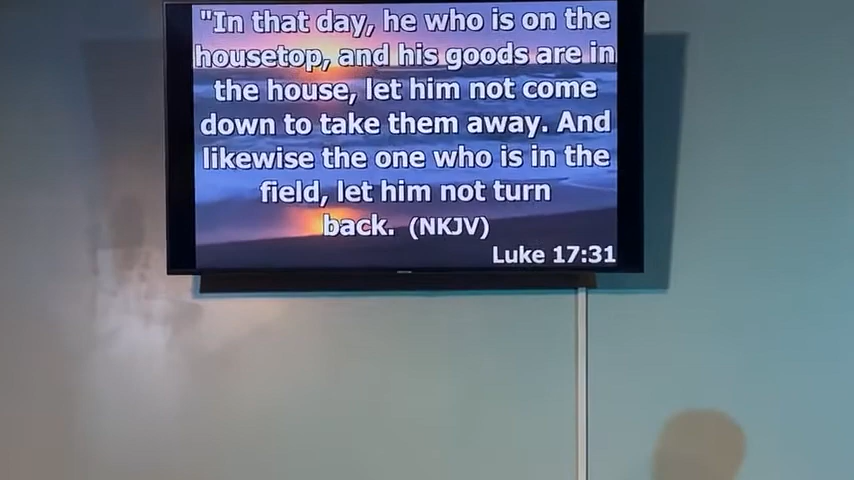 "In that day, he who is on the
housetop, and his goods are in
the house, let him not come
down to take them away. And
likewise the one who is in the
field, let him not turn
back. (NKJV)
Luke 17:31